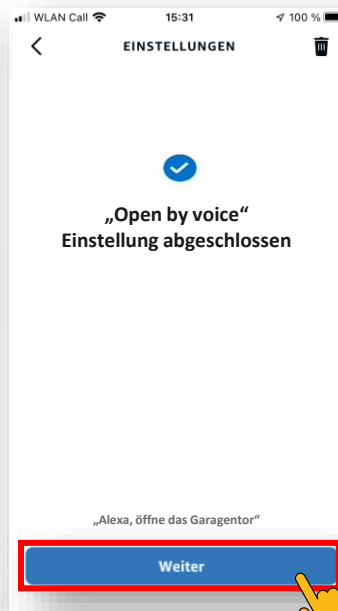 WLAN Call 15:31 100 %
EINSTELLUNGEN
„Open by voice“
Einstellung abgeschlossen
„Alexa, öffne das Garagentor“
Weiter